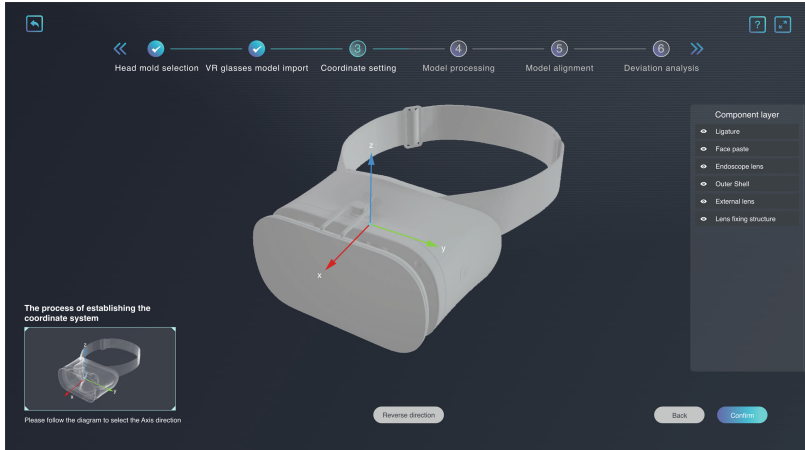 ?
3
4
5
6
Head mold selection
VR glasses model import
Coordinate setting
Model processing
Model alignment
Deviation analysis
Component layer
Ligature
Face paste
Endoscope lens
Outer Shell
External lens
Lens fixing structure
z
y
x
The process of establishing the
coordinate system
z
y
x
Please follow the diagram to select the Axis direction
Reverse direction
Back
Confirm